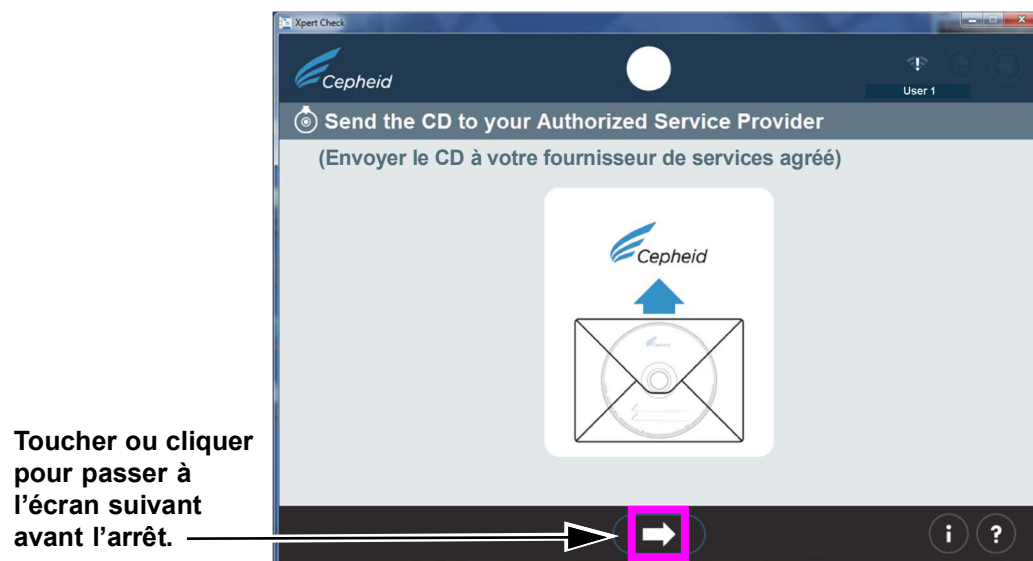 Xpert Check
Cepheid
User 1
Send the CD to your Authorized Service Provider
(Envoyer le CD à votre fournisseur de services agréé)
Cepheid
Cepheid
Toucher ou cliquer
pour passer à
l’écran suivant
avant l’arrêt.
i ?